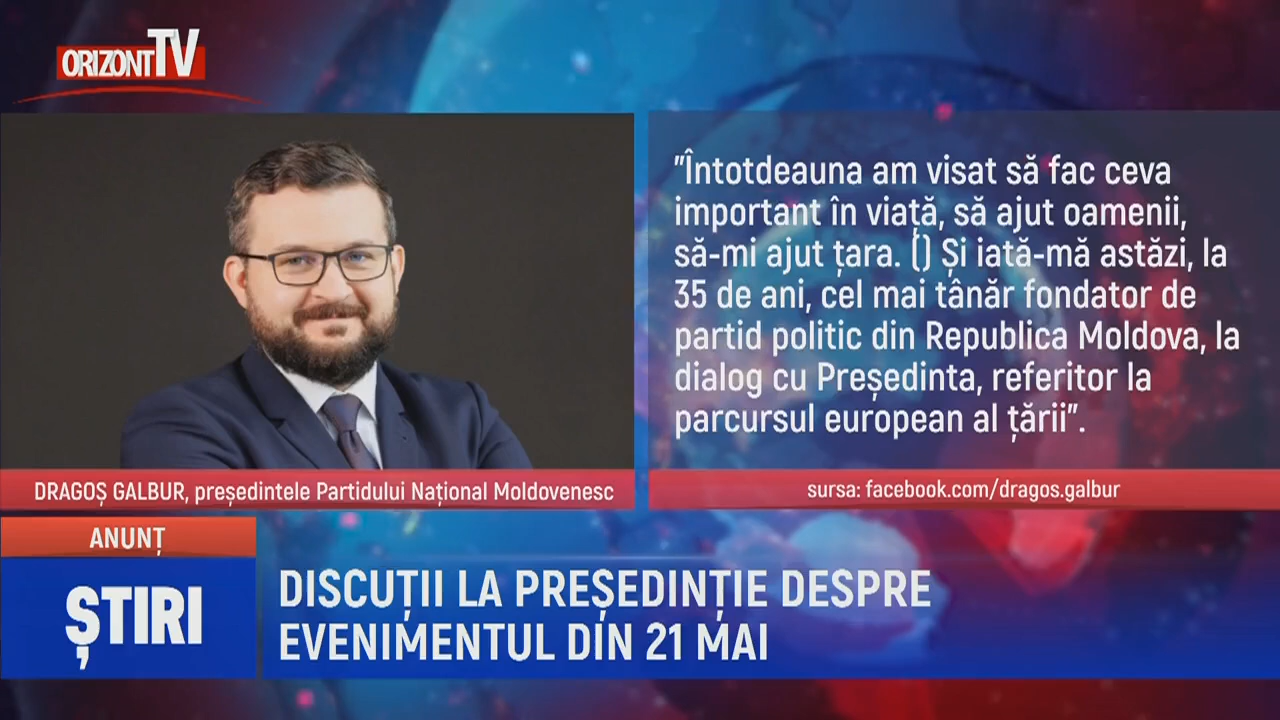 ORIZONT TV
"Întotdeauna am visat să fac ceva
important în viață, să ajut oamenii,
să-mi ajut țara. () Și iată-mă astăzi, la
35 de ani, cel mai tânăr fondator de
partid politic din Republica Moldova, la
dialog cu Președinta, referitor la
parcursul european al țării".
DRAGOȘ GALBUR, președintele Partidului Național Moldovenesc
sursa: facebook.com/dragos.galbur
ANUNȚ
ȘTIRI
DISCUȚII LA PREȘEDINȚIE DESPRE
EVENIMENTUL DIN 21 MAI